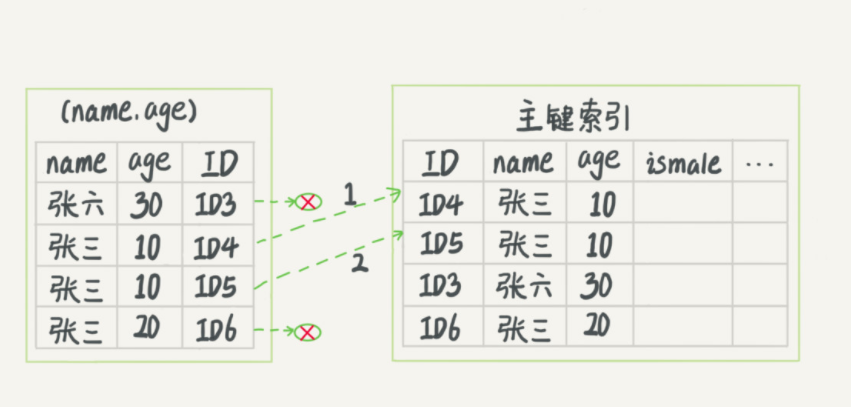 (name.age)
name age ID
张六 30 ID3
张三 10 ID4
张三 10 ID5
张三 20 ID6
1
2
主键索引
ID name age ismale ...
ID4 张三 10
ID5 张三 10
ID3 张六 30
ID6 张三 20